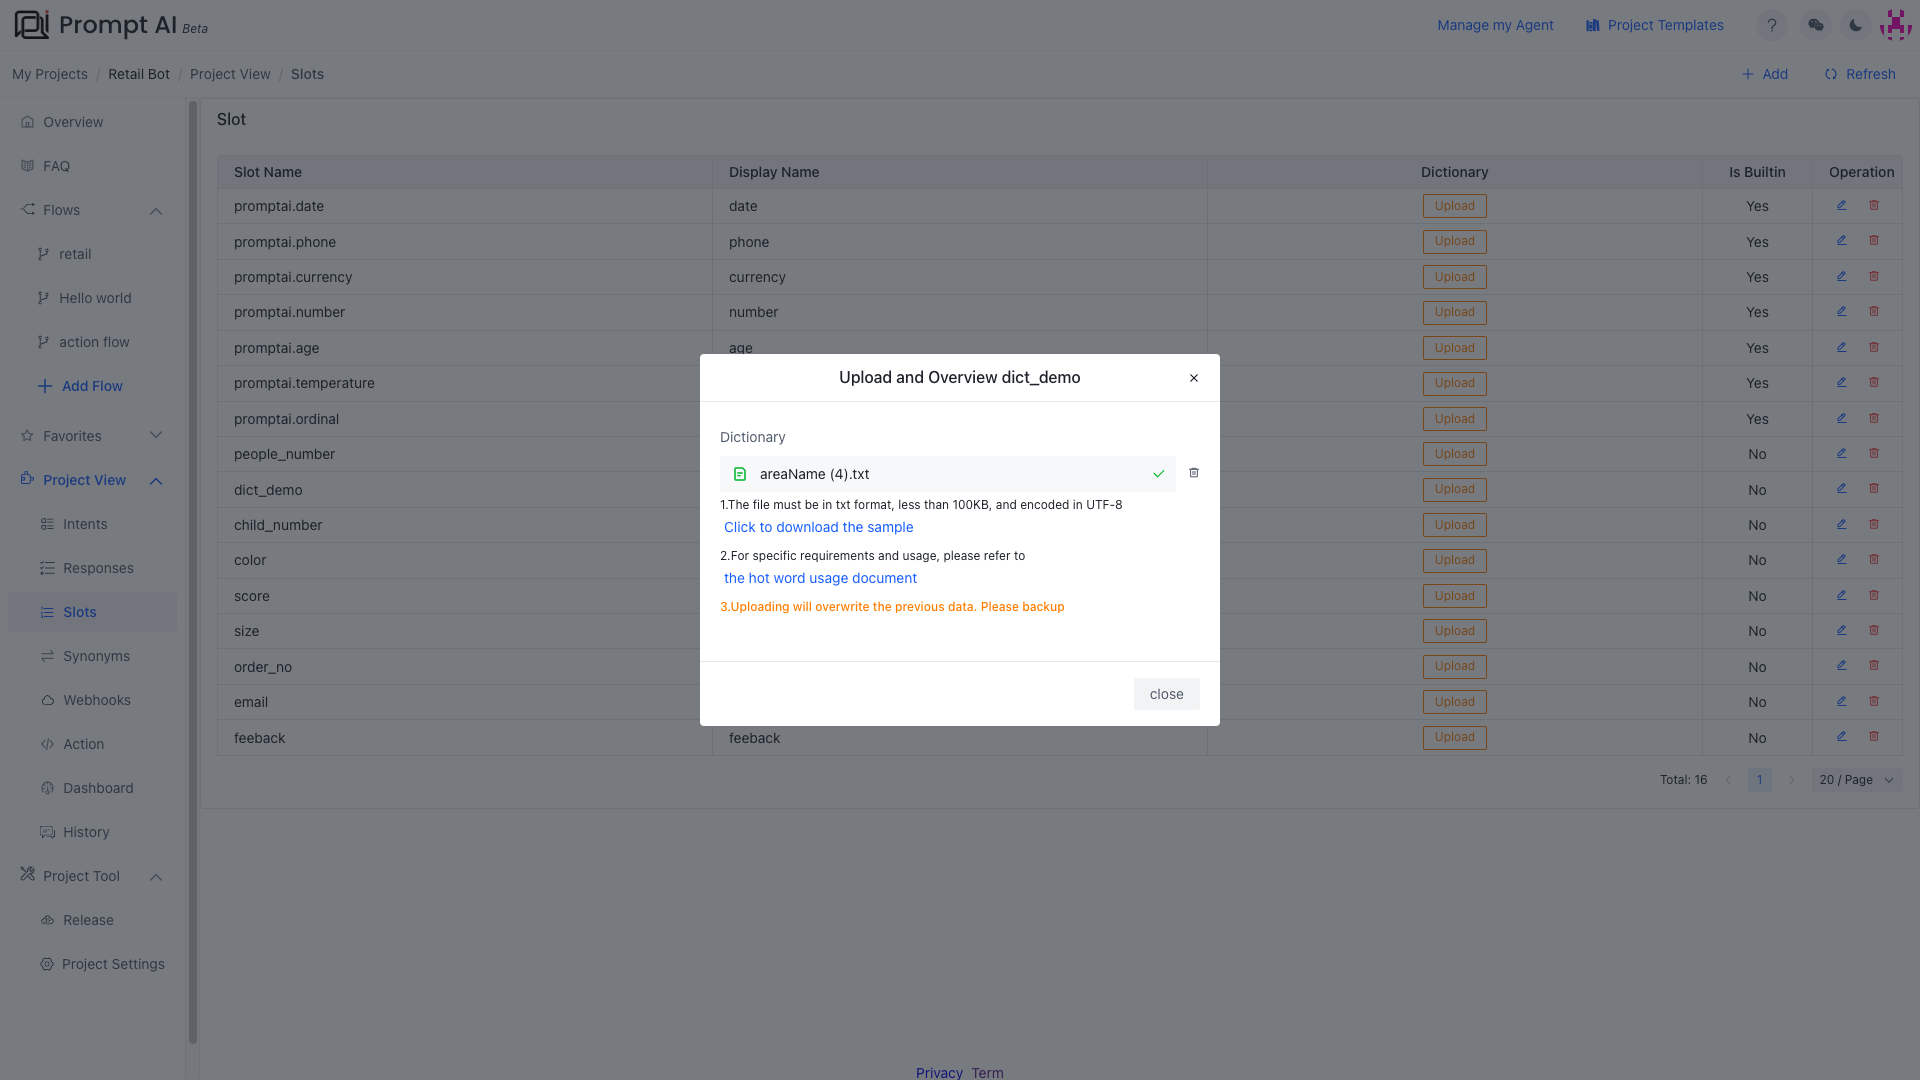 Prompt AI Beta
Manage my Agent
Project Templates
My Projects / Retail Bot / Project View / Slots
Add
Refresh
Overview
FAQ
Flows
retail
Hello world
action flow
Add Flow
Favorites
Project View
Intents
Responses
Slots
Synonyms
Webhooks
Action
Dashboard
History
Project Tool
Release
Project Settings
Slot
Slot Name Display Name Dictionary Is Builtin Operation
promptai.date date Upload Yes
promptai.phone phone Upload Yes
promptai.currency currency Upload Yes
promptai.number number Upload Yes
promptai.age age Upload Yes
promptai.temperature Upload Yes
promptai.ordinal Upload Yes
people_number Upload No
dict_demo Upload No
child_number Upload No
color Upload No
score Upload No
size Upload No
order_no Upload No
email Upload No
feeback feeback Upload No
Total: 16 1 20 / Page
Upload and Overview dict_demo
Dictionary
areaName (4).txt
1.The file must be in txt format, less than 100KB, and encoded in UTF-8
Click to download the sample
2.For specific requirements and usage, please refer to
the hot word usage document
3.Uploading will overwrite the previous data. Please backup
close
Privacy Term